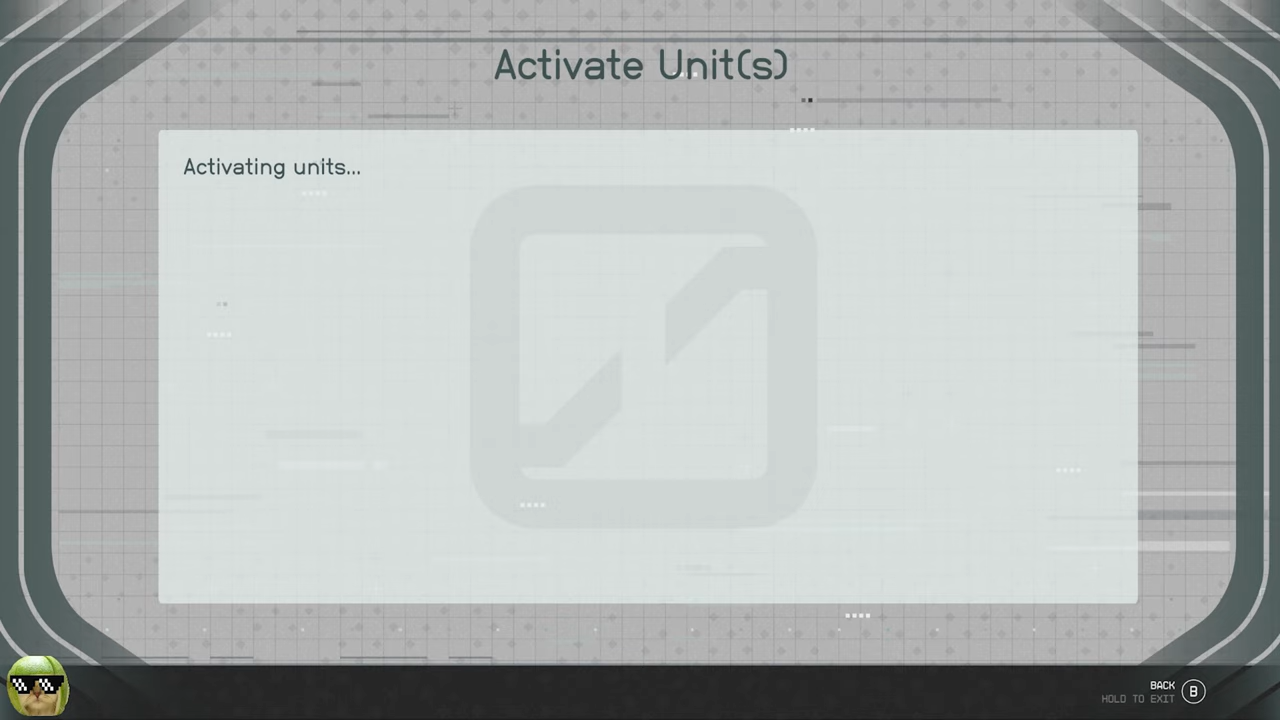 Activate Unit(s)
Activating units...
BACK
HOLD TO EXIT
B